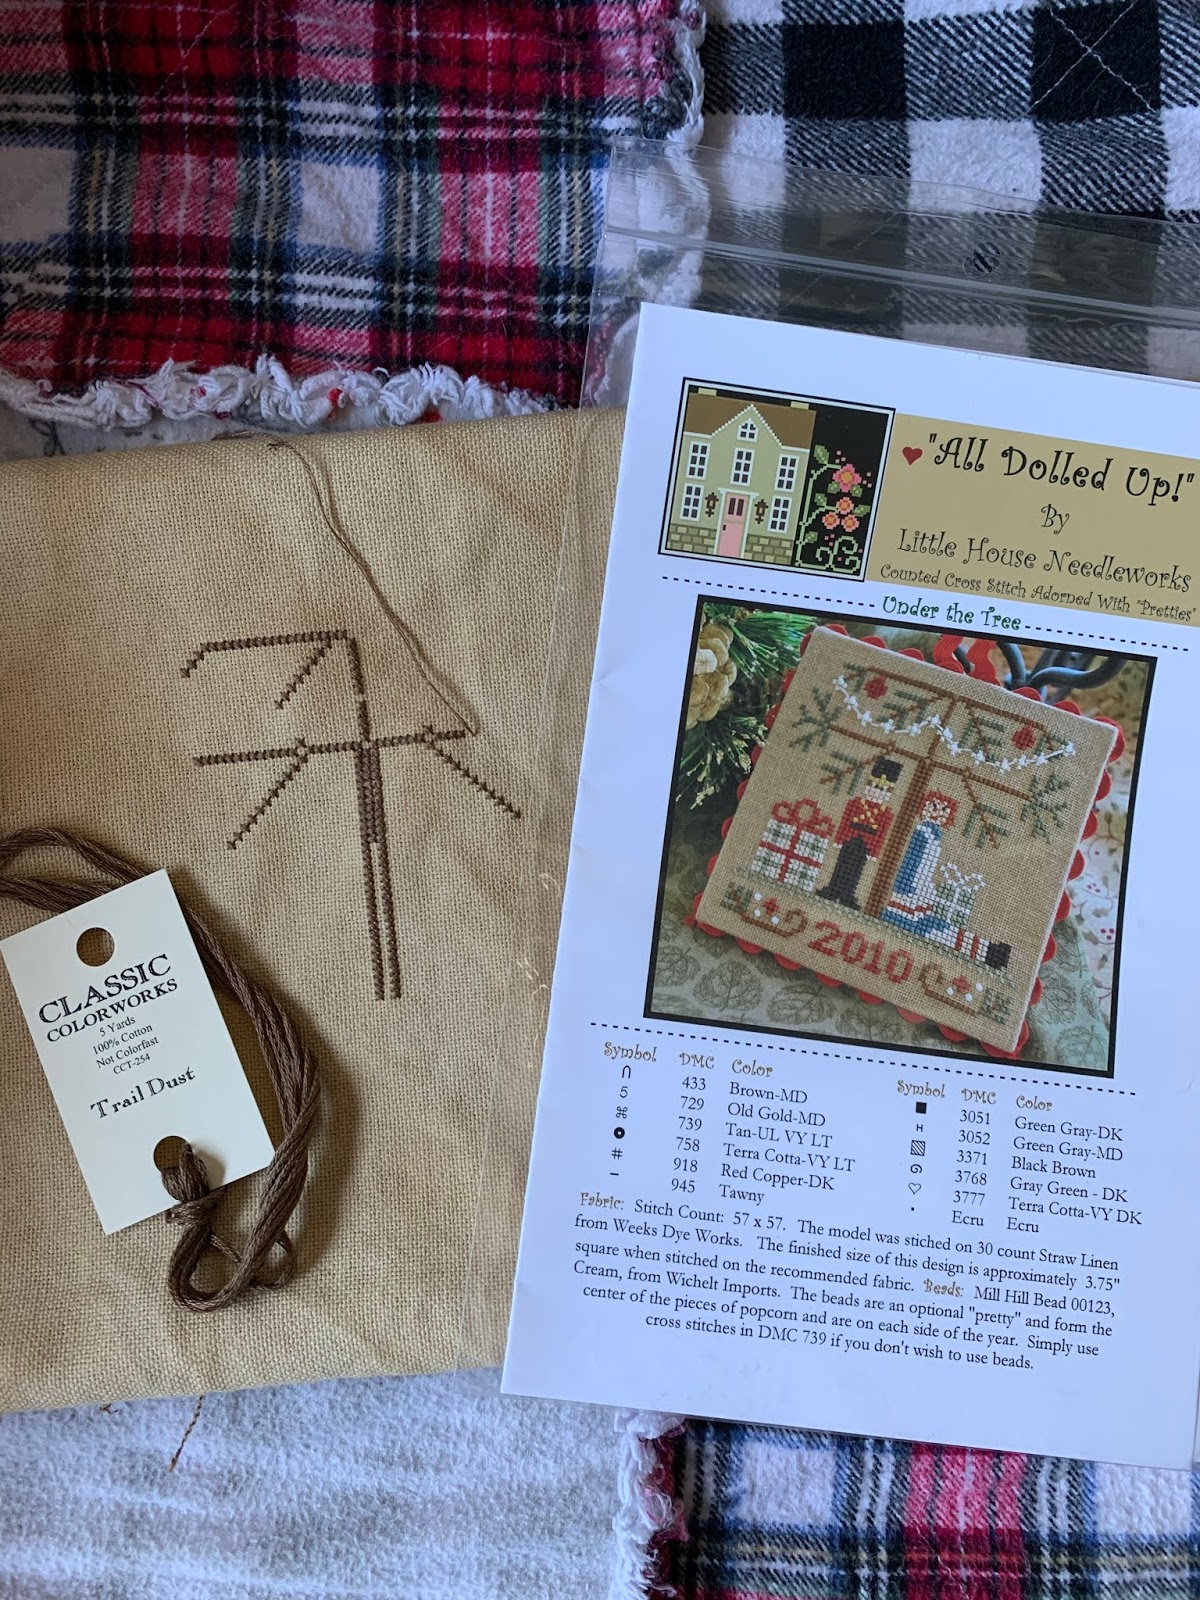 CLASSIC
COLORWORKS
5 Yards
100% Cotton
Not Colorfast
CCT-254
Trail Dust
"All Dolled Up!"
By
Little House Needleworks
Counted Cross Stitch Adorned With "Pretties"
Under the Tree
2010
Symbol DMC Color
433 Brown-MD
5 729 Old Gold-MD
⌘ 739 Tan-UL VY LT
758 Terra Cotta-VY LT
# 918 Red Copper-DK
– 945 Tawny
Symbol DMC Color
■ 3051 Green Gray-DK
H 3052 Green Gray-MD
3371 Black Brown
3768 Gray Green - DK
♡ 3777 Terra Cotta-VY DK
. Ecru Ecru
Fabric: Stitch Count: 57 x 57. The model was stiched on 30 count Straw Linen
from Weeks Dye Works. The finished size of this design is approximately 3.75"
square when stitched on the recommended fabric. Beads: Mill Hill Bead 00123,
Cream, from Wichelt Imports. The beads are an optional "pretty" and form the
center of the pieces of popcorn and are on each side of the year. Simply use
cross stitches in DMC 739 if you don't wish to use beads.